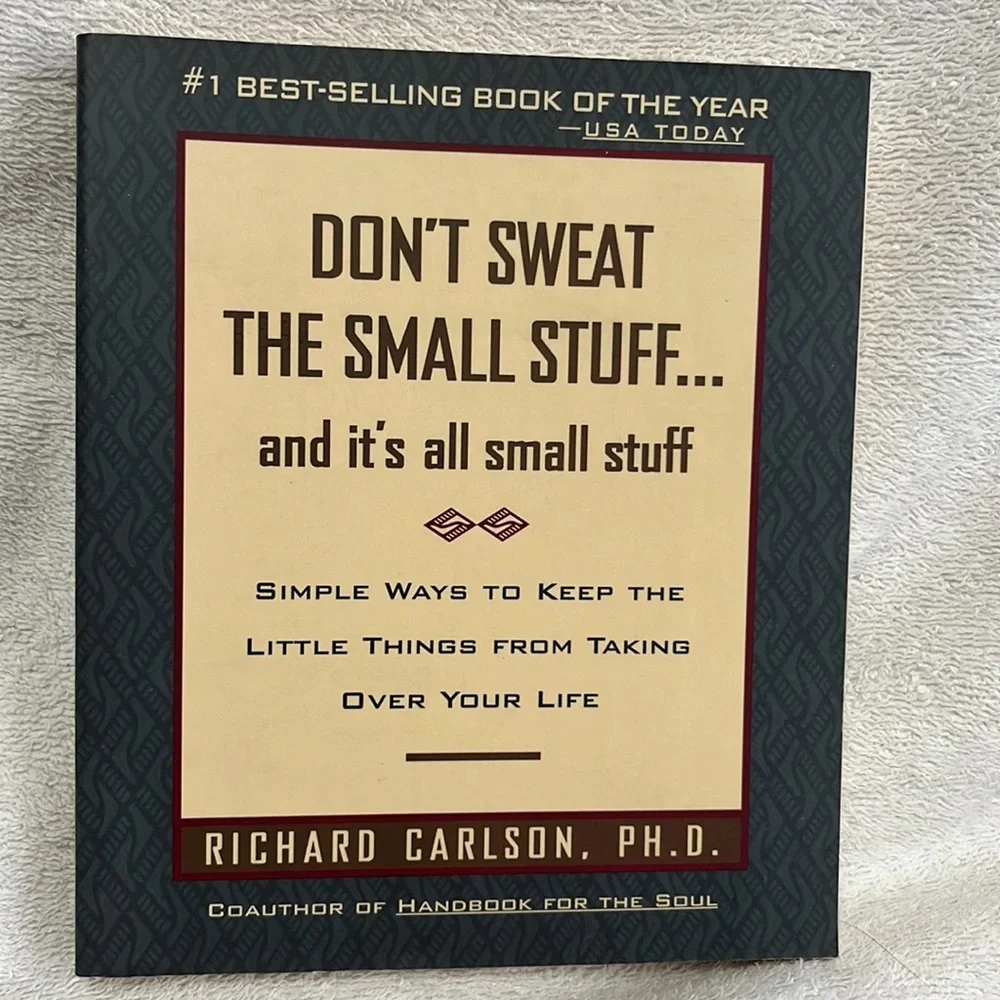 #1 BEST-SELLING BOOK OF THE YEAR
—USA TODAY
DON'T SWEAT
THE SMALL STUFF...
and it's all small stuff
SIMPLE WAYS TO KEEP THE
LITTLE THINGS FROM TAKING
OVER YOUR LIFE
RICHARD CARLSON, PH.D.
COAUTHOR OF HANDBOOK FOR THE SOUL